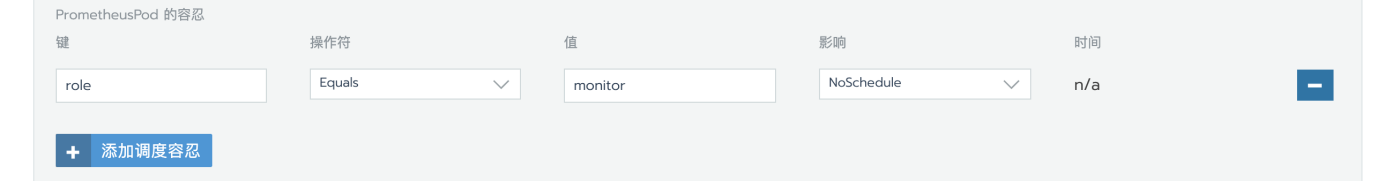 PrometheusPod 的容忍
键 操作符 值 影响 时间
role Equals monitor NoSchedule n/a
+ 添加调度容忍